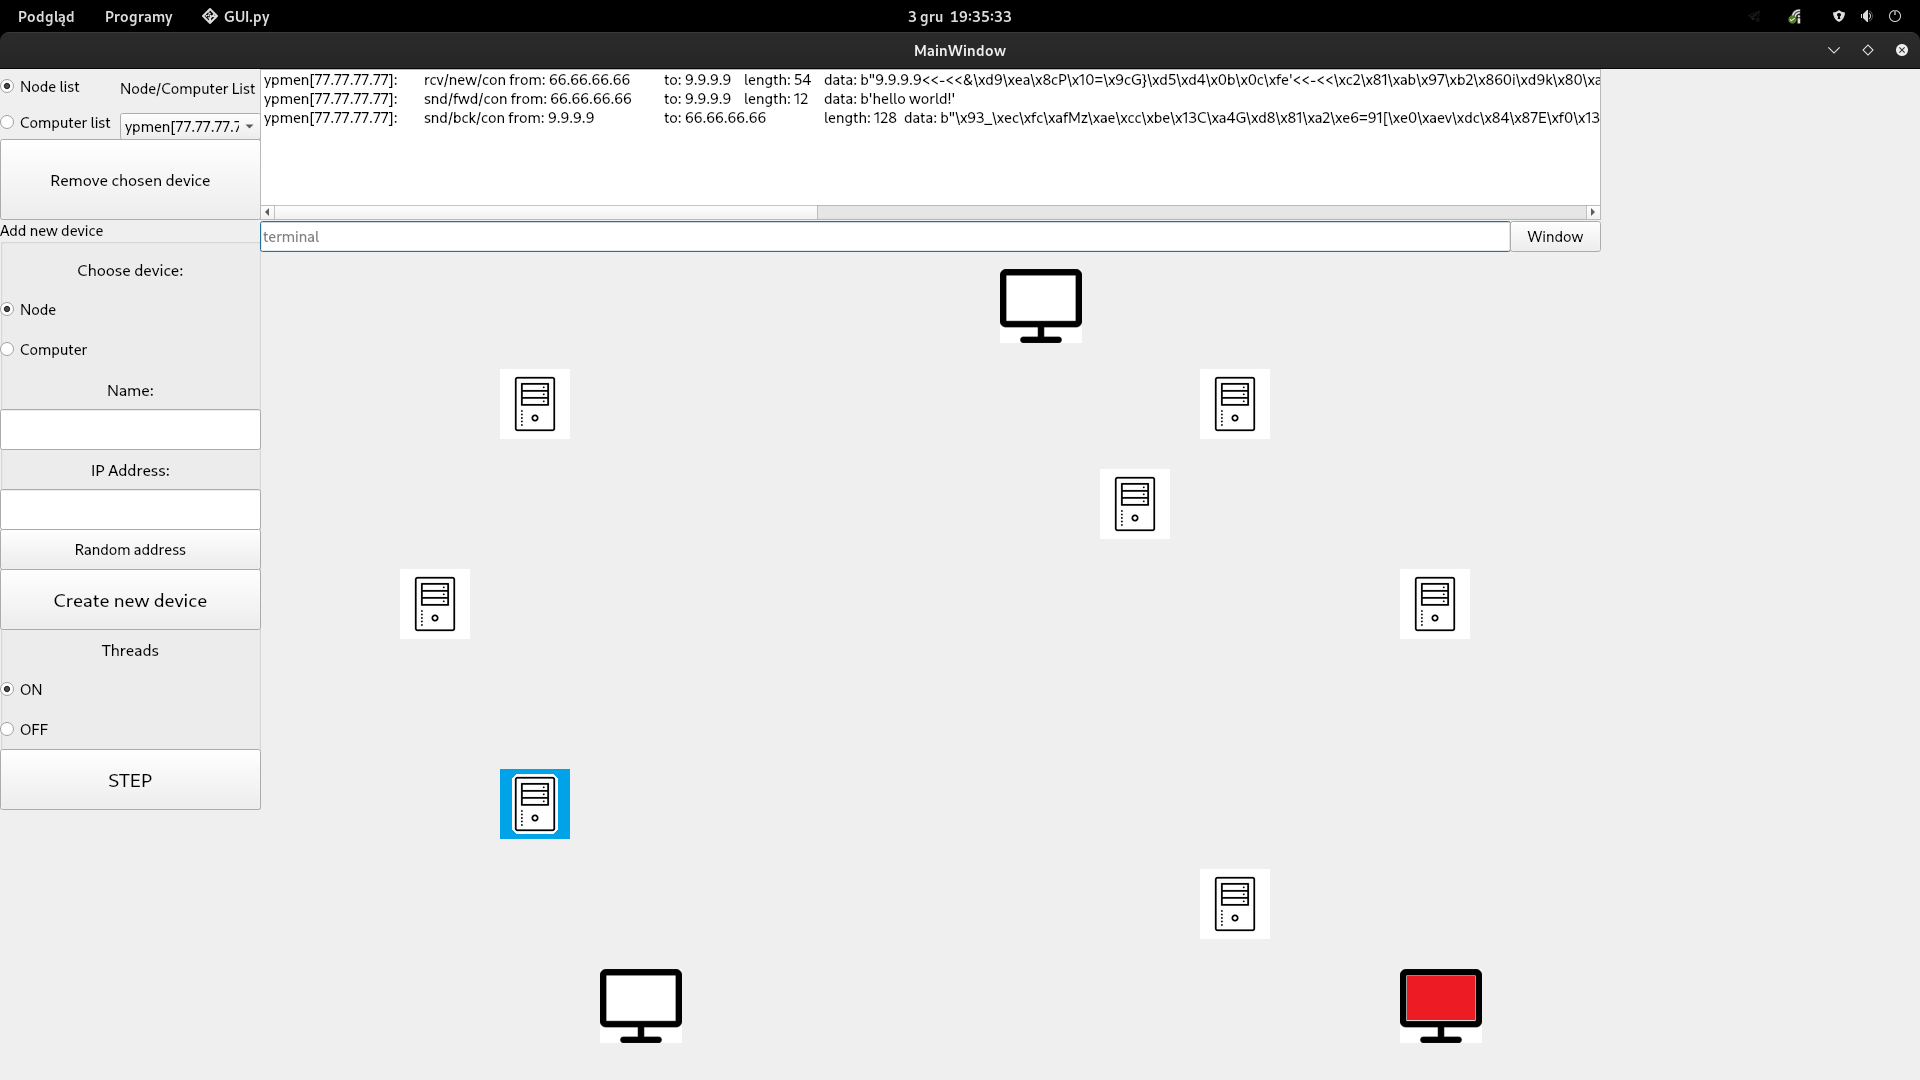 Podgląd Programy GUI.py 3 gru 19:35:33
MainWindow
Node list Node/Computer List
Computer list ypmen[77.77.77.7
Remove chosen device
ypmen[77.77.77.77]: rcv/new/con from: 66.66.66.66 to: 9.9.9.9 length: 54 data: b"9.9.9.9<<-<<&\xd9\xea\x8cP\x10=\x9cG}\xd5\xd4\x0b\x0c\xfe'<<-<<\xc2\x81\xab\x97\xb2\x860i\xd9k\x80\xa
ypmen[77.77.77.77]: snd/fwd/con from: 66.66.66.66 to: 9.9.9.9 length: 12 data: b'hello world!'
ypmen[77.77.77.77]: snd/bck/con from: 9.9.9.9 to: 66.66.66.66 length: 128 data: b"\x93_\xec\xfc\xafMz\xae\xcc\xbe\x13C\xa4G\xd8\x81\xa2\xe6=91[\xe0\xaev\xdc\x84\x87E\xf0\x13
terminal Window
Add new device
Choose device:
Node
Computer
Name:
IP Address:
Random address
Create new device
Threads
ON
OFF
STEP